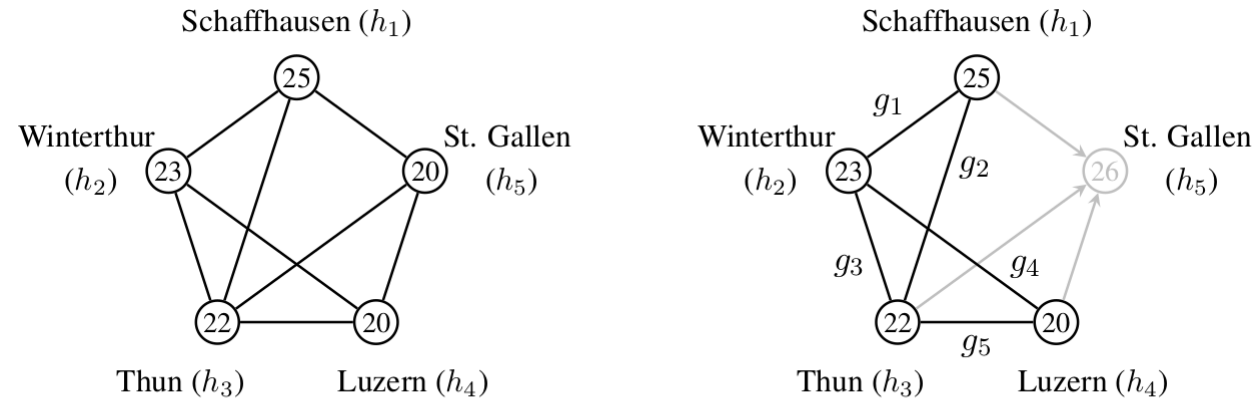 Schaffhausen (h₁)
25
Winterthur
(h₂)
23
St. Gallen
(h₅)
20
22
20
Thun (h₃)
Luzern (h₄)
Schaffhausen (h₁)
25
g₁
Winterthur
(h₂)
23
g₂
St. Gallen
(h₅)
26
g₃
g₄
22
20
g₅
Thun (h₃)
Luzern (h₄)